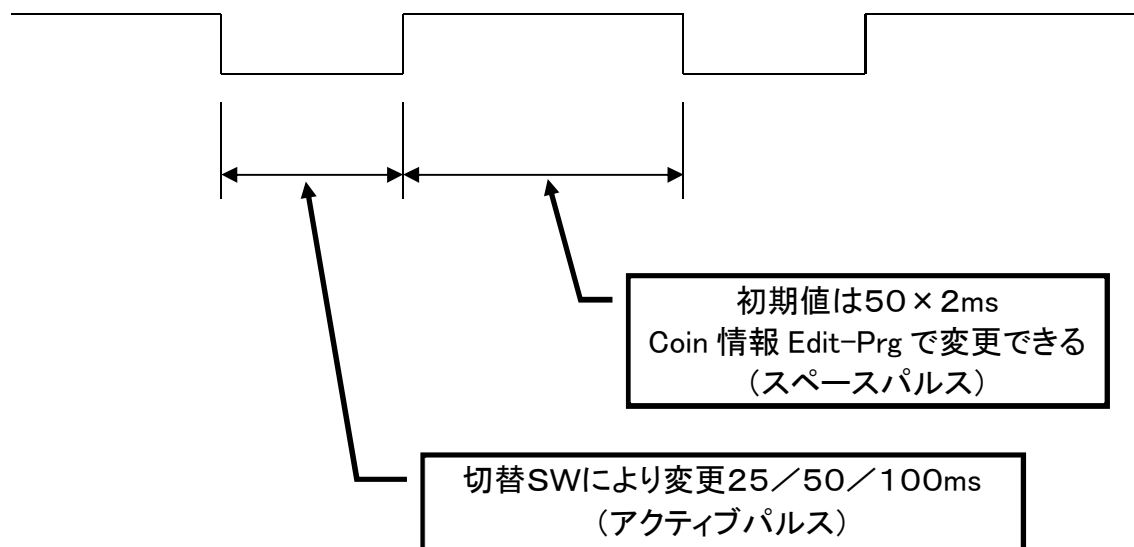 初期値は50×2ms
Coin 情報 Edit-Prg で変更できる
（スペースパルス）
切替SWにより変更25／50／100ms
（アクティブパルス）